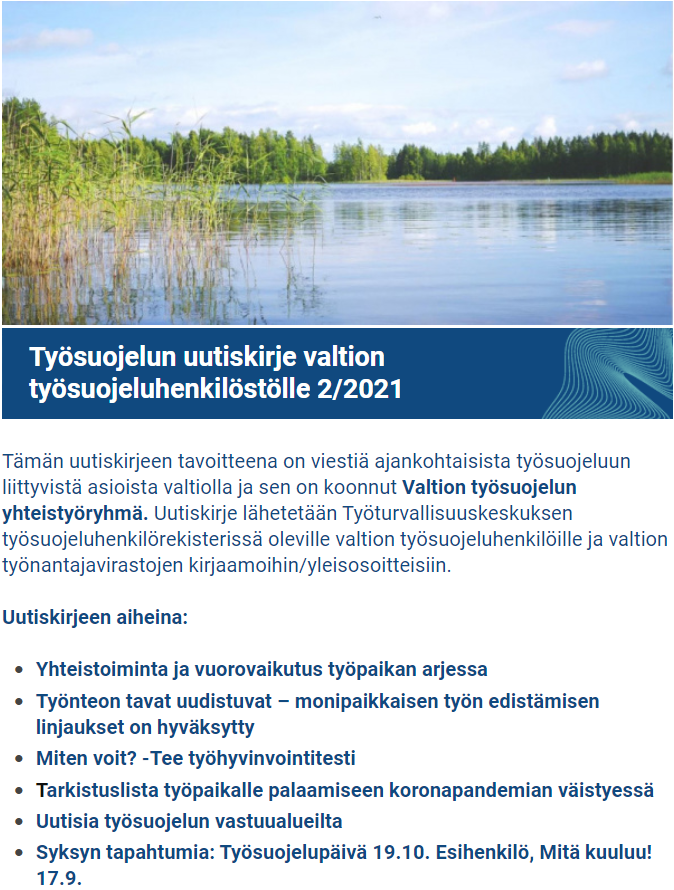 Työsuojelun uutiskirje valtion
työsuojeluhenkilöstölle 2/2021
Tämän uutiskirjeen tavoitteena on viestiä ajankohtaisista työsuojeluun
liittyvistä asioista valtiolla ja sen on koonnut Valtion työsuojelun
yhteistyöryhmä. Uutiskirje lähetetään Työturvallisuuskeskuksen
työsuojeluhenkilörekisterissä oleville valtion työsuojeluhenkilöille ja valtion
työnantajavirastojen kirjaamoihin/yleisosoitteisiin.
Uutiskirjeen aiheina:
• Yhteistoiminta ja vuorovaikutus työpaikan arjessa
• Työnteon tavat uudistuvat – monipaikkaisen työn edistämisen
linjaukset on hyväksytty
• Miten voit? -Tee työhyvinvointitesti
• Tarkistuslista työpaikalle palaamiseen koronapandemian väistyessä
• Uutisia työsuojelun vastuualueilta
• Syksyn tapahtumia: Työsuojelupäivä 19.10. Esihenkilö, Mitä kuuluu!
17.9.